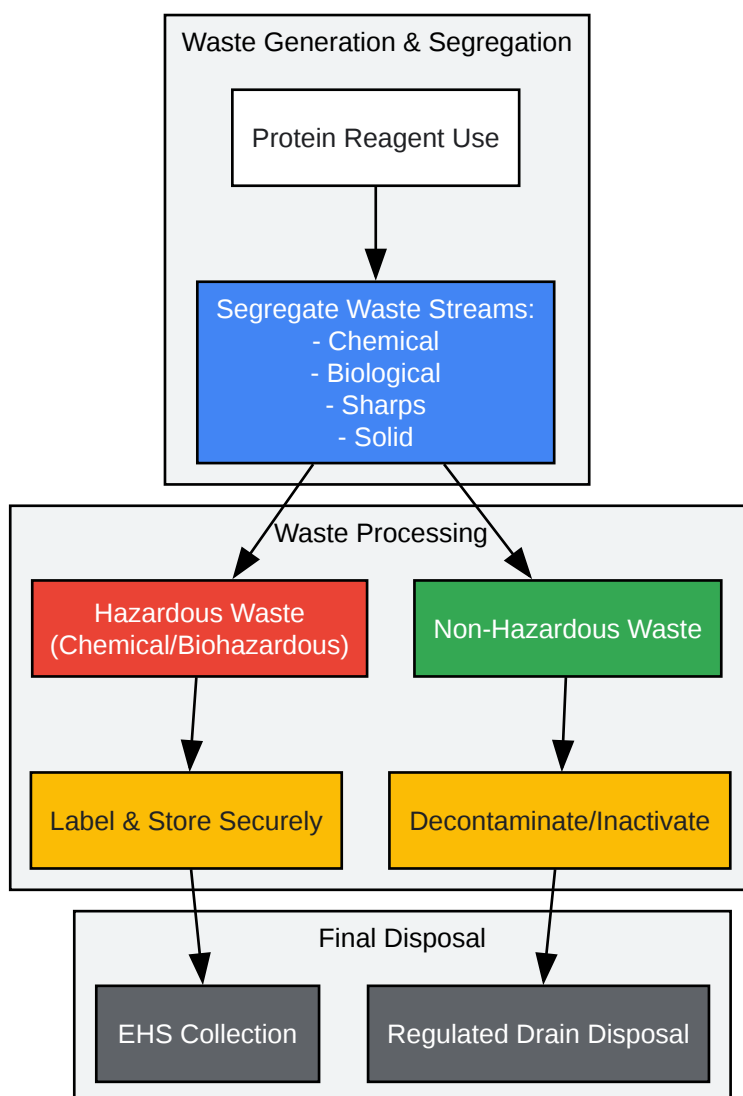 Waste Generation & Segregation
Protein Reagent Use
Segregate Waste Streams:
- Chemical
- Biological
- Sharps
- Solid
Waste Processing
Hazardous Waste
(Chemical/Biohazardous)
Non-Hazardous Waste
Label & Store Securely
Decontaminate/Inactivate
Final Disposal
EHS Collection
Regulated Drain Disposal